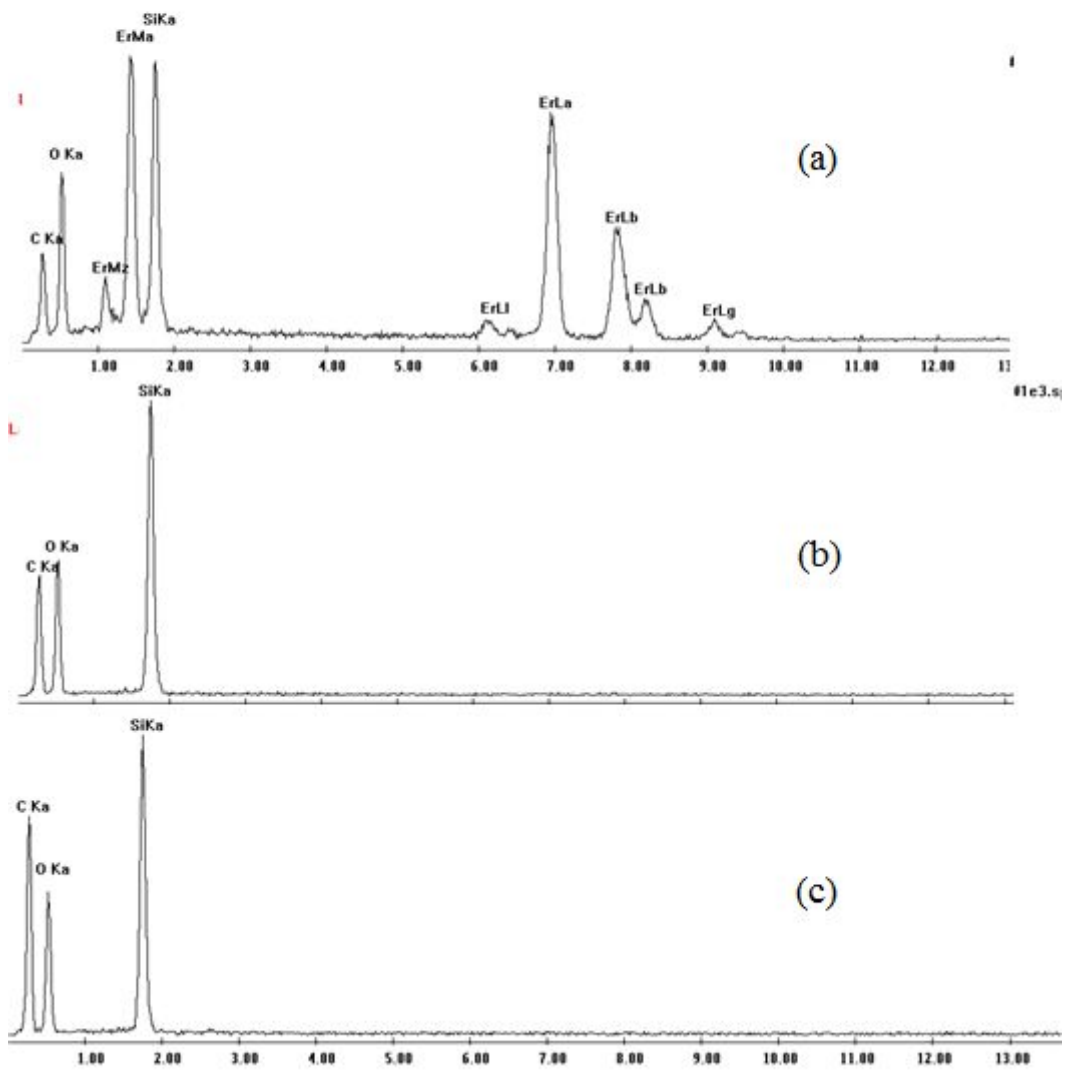 SiKa
ErMa
ErLa
O Ka
(a)
C Ka
ErLb
ErMz
ErLb
ErLl
ErLg
1.00 2.00 3.00 4.00 5.00 6.00 7.00 8.00 9.00 10.00 11.00 12.00
SiKa
L
O Ka
(b)
C Ka
SiKa
C Ka
O Ka
(c)
1.00 2.00 3.00 4.00 5.00 6.00 7.00 8.00 9.00 10.00 11.00 12.00 13.00